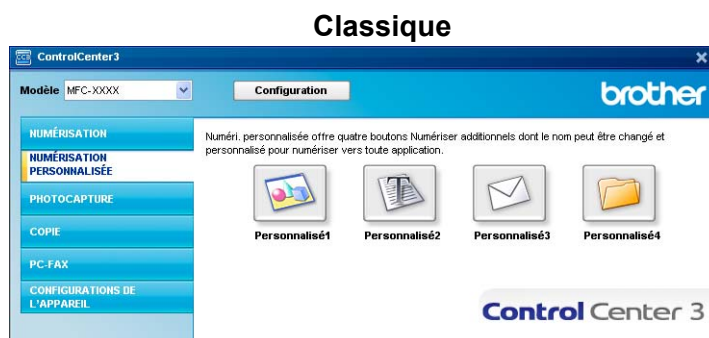 Classique
ControlCenter3
Modèle MFC-XXXX Configuration
brother
NUMÉRISATION
NUMÉRISATION
PERSONNALISÉE
PHOTOCAPTURE
COPIE
PC-FAX
CONFIGURATIONS DE
L'APPAREIL
Numéri. personnalisée offre quatre boutons Numériser additionnels dont le nom peut être changé et
personnalisé pour numériser vers toute application.
Personnalisé1 Personnalisé2 Personnalisé3 Personnalisé4
Control Center 3